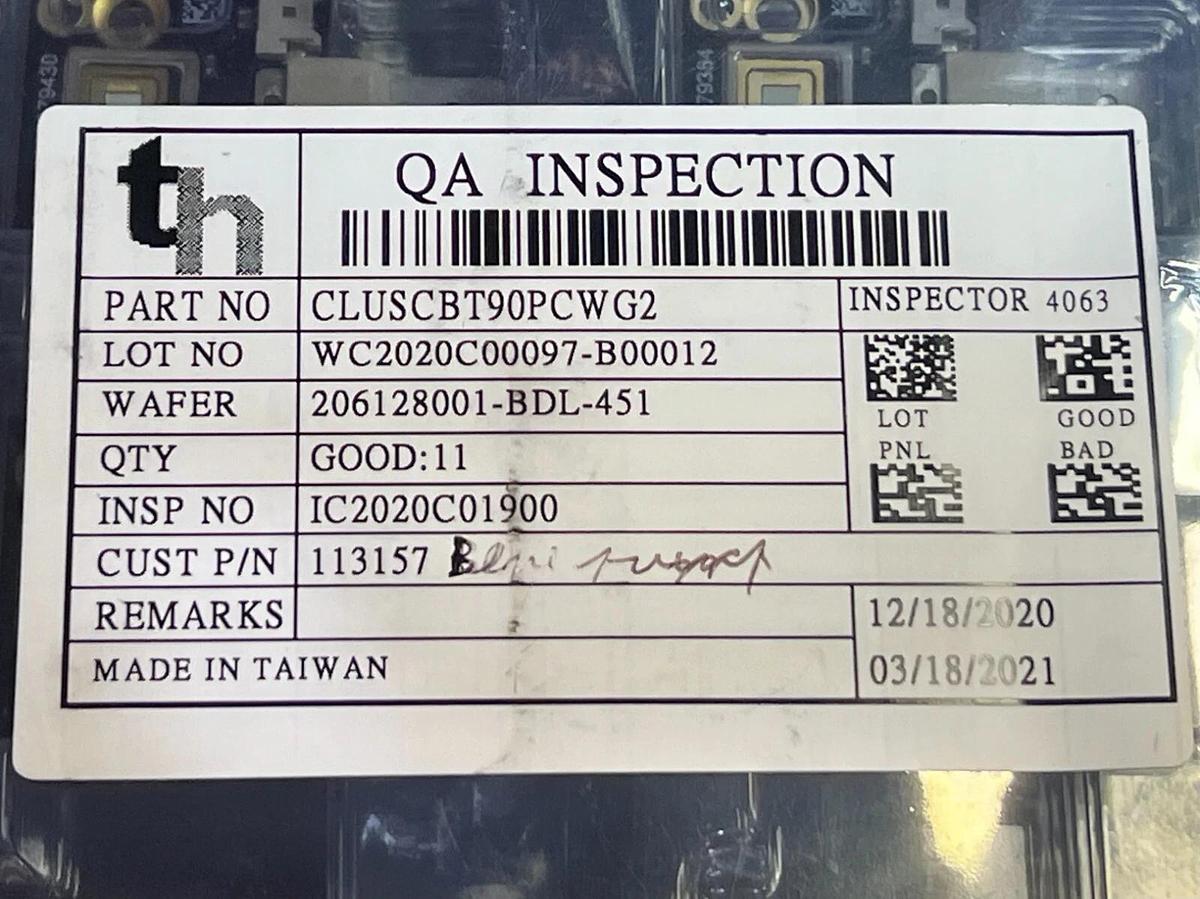 79430
79384
th
QA INSPECTION
PART NO CLUSCBT90PCWG2 INSPECTOR 4063
LOT NO WC2020C00097-B00012
WAFER 206128001-BDL-451
LOT GOOD
QTY GOOD:11
PNL BAD
INSP NO IC2020C01900
CUST P/N 113157
REMARKS 12/18/2020
MADE IN TAIWAN 03/18/2021